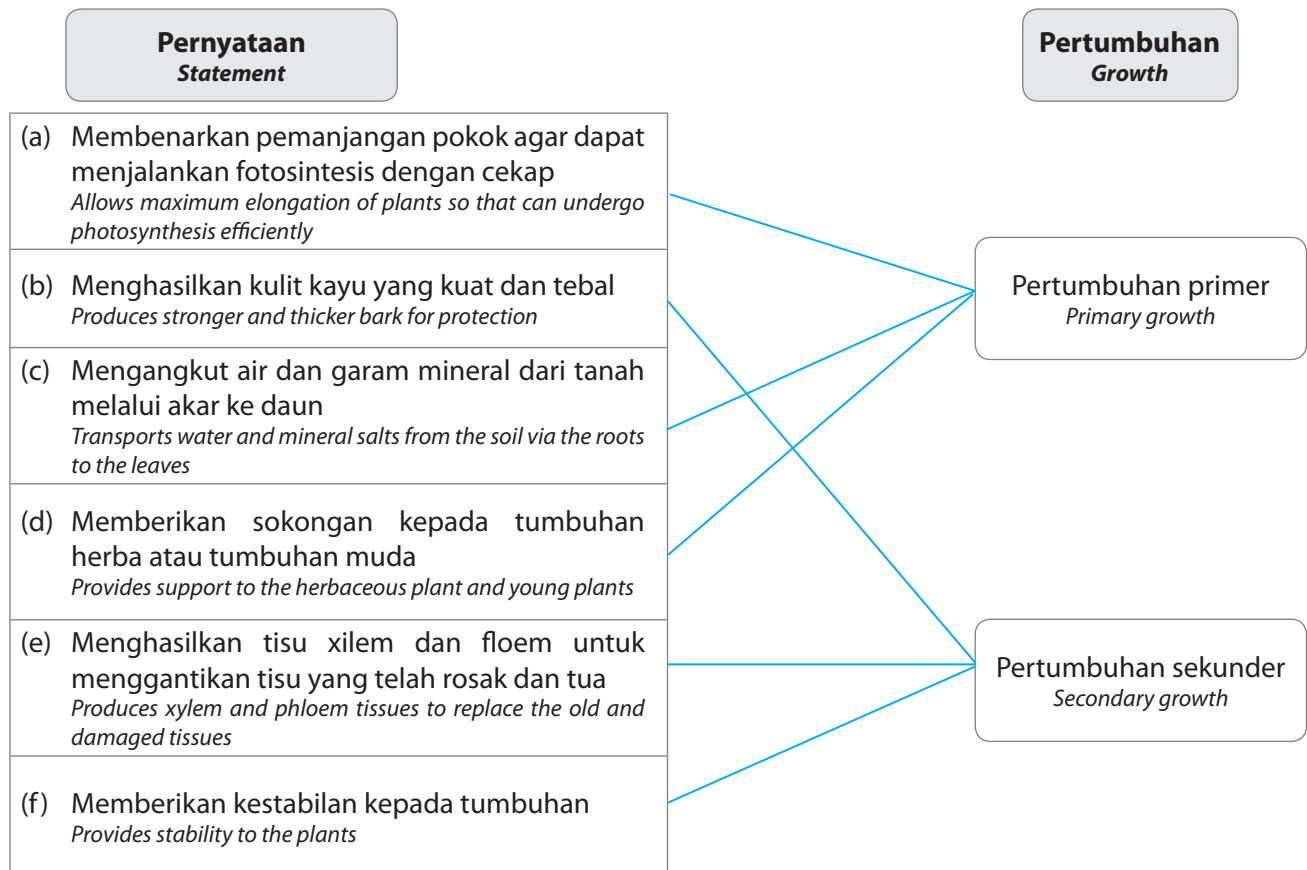 Pernyataan
Statement
Pertumbuhan
Growth
(a) Membenarkan pemanjangan pokok agar dapat
menjalankan fotosintesis dengan cekap
Allows maximum elongation of plants so that can undergo
photosynthesis efficiently
(b) Menghasilkan kulit kayu yang kuat dan tebal
Produces stronger and thicker bark for protection
(c) Mengangkut air dan garam mineral dari tanah
melalui akar ke daun
Transports water and mineral salts from the soil via the roots
to the leaves
(d) Memberikan sokongan kepada tumbuhan
herba atau tumbuhan muda
Provides support to the herbaceous plant and young plants
(e) Menghasilkan tisu xilem dan floem untuk
menggantikan tisu yang telah rosak dan tua
Produces xylem and phloem tissues to replace the old and
damaged tissues
(f) Memberikan kestabilan kepada tumbuhan
Provides stability to the plants
Pertumbuhan primer
Primary growth
Pertumbuhan sekunder
Secondary growth